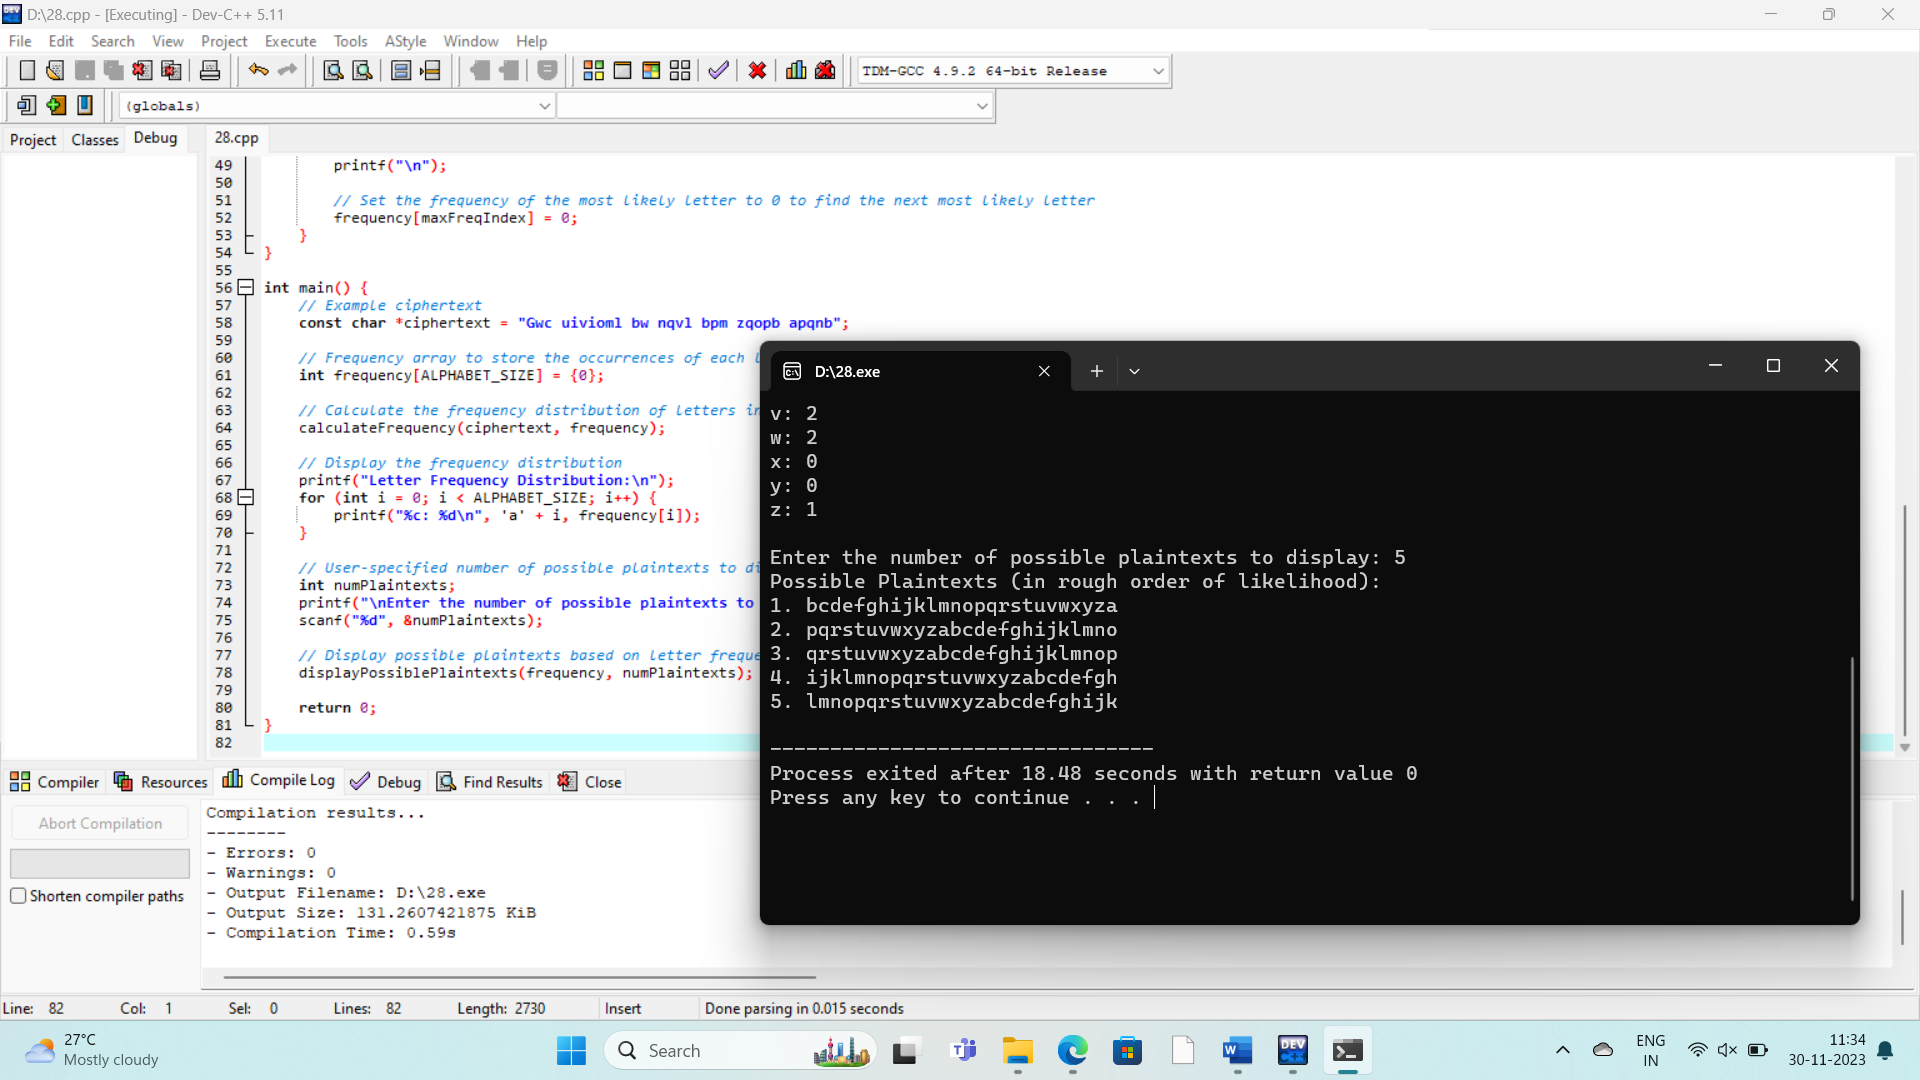 D:\28.cpp - [Executing] - Dev-C++ 5.11
File Edit Search View Project Execute Tools AStyle Window Help
TDM-GCC 4.9.2 64-bit Release
(globals)
Project Classes Debug 28.cpp
49 printf("\n");
50
51 // Set the frequency of the most likely letter to 0 to find the next most likely letter
52 frequency[maxFreqIndex] = 0;
53 }
54 }
55
56 int main() {
57 // Example ciphertext
58 const char *ciphertext = "Gwc uivioml bw nqvl bpm zqopb apqnb";
59
60 // Frequency array to store the occurrences of each l
61 int frequency[ALPHABET_SIZE] = {0};
62
63 // Calculate the frequency distribution of letters in
64 calculateFrequency(ciphertext, frequency);
65
66 // Display the frequency distribution
67 printf("Letter Frequency Distribution:\n");
68 for (int i = 0; i < ALPHABET_SIZE; i++) {
69 printf("%c: %d\n", 'a' + i, frequency[i]);
70 }
71
72 // User-specified number of possible plaintexts to di
73 int numPlaintexts;
74 printf("\nEnter the number of possible plaintexts to
75 scanf("%d", &numPlaintexts);
76
77 // Display possible plaintexts based on letter freque
78 displayPossiblePlaintexts(frequency, numPlaintexts);
79
80 return 0;
81 }
82
D:\28.exe
v: 2
w: 2
x: 0
y: 0
z: 1
Enter the number of possible plaintexts to display: 5
Possible Plaintexts (in rough order of likelihood):
1. bcdefghijklmnopqrstuvwxyza
2. pqrstuvwxyzabcdefghijklmno
3. qrstuvwxyzabcdefghijklmnop
4. ijklmnopqrstuvwxyzabcdefgh
5. lmnopqrstuvwxyzabcdefghijk
--------------------------------
Process exited after 18.48 seconds with return value 0
Press any key to continue . . .
Compiler Resources Compile Log Debug Find Results Close
Abort Compilation
Shorten compiler paths
Compilation results...
--------
- Errors: 0
- Warnings: 0
- Output Filename: D:\28.exe
- Output Size: 131.2607421875 KiB
- Compilation Time: 0.59s
Line: 82 Col: 1 Sel: 0 Lines: 82 Length: 2730 Insert Done parsing in 0.015 seconds
27°C
Mostly cloudy
Search
DEV
ENG
IN
11:34
30-11-2023